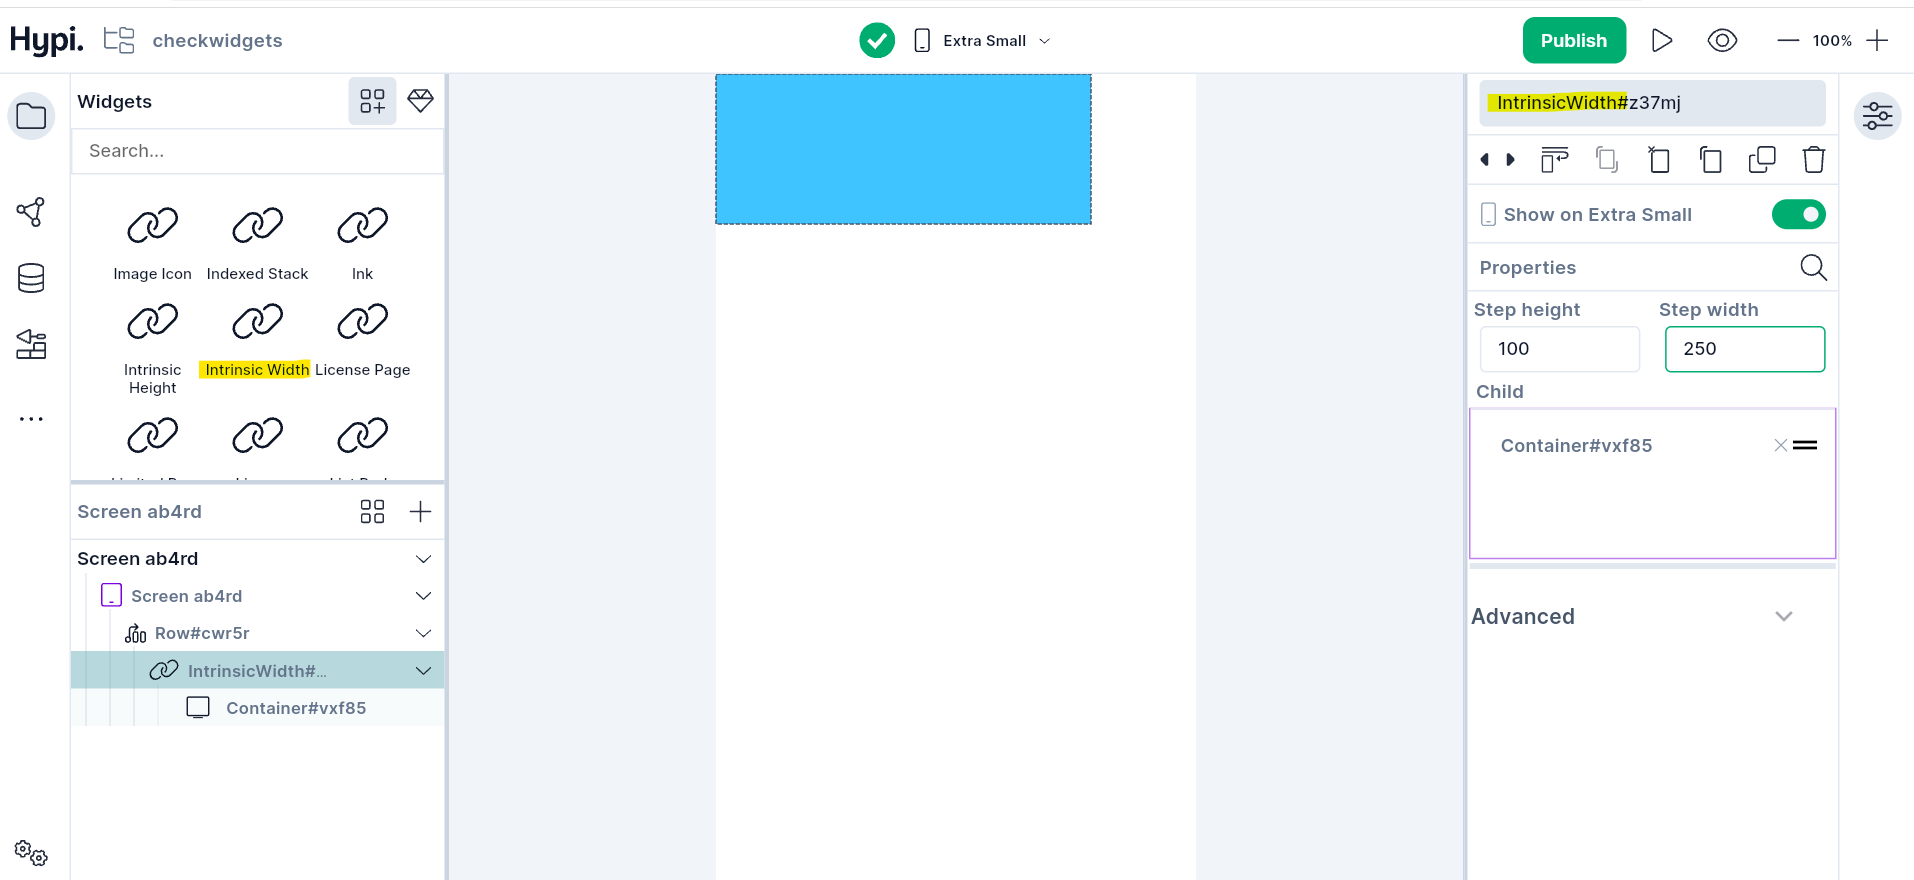 Hypi.
checkwidgets
Extra Small
Publish
100%
Widgets
Search...
Image Icon
Indexed Stack
Ink
Intrinsic
Height
Intrinsic Width
License Page
Screen ab4rd
Screen ab4rd
Screen ab4rd
Row#cwr5r
IntrinsicWidth#...
Container#vxf85
IntrinsicWidth#z37mj
Show on Extra Small
Properties
Step height
Step width
100
250
Child
Container#vxf85
Advanced